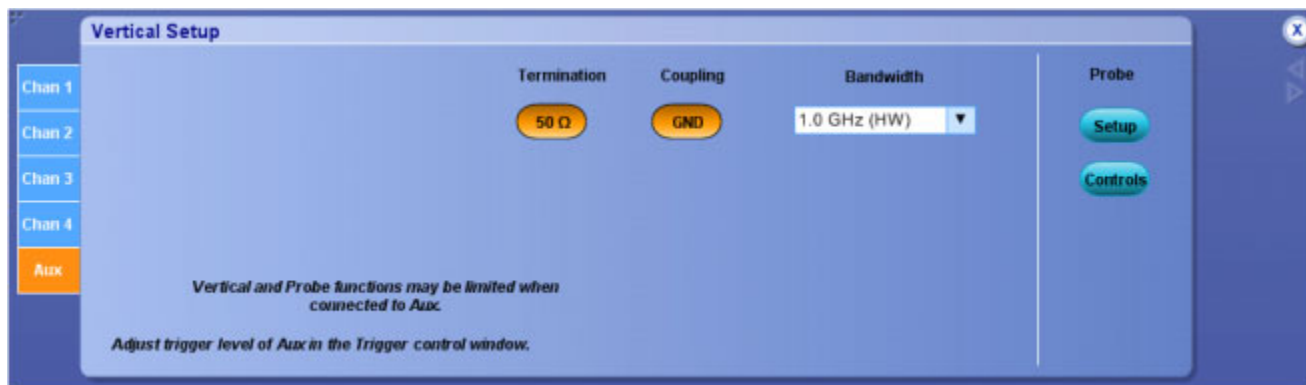 Vertical Setup
X
Chan 1
Chan 2
Chan 3
Chan 4
Aux
Termination
Coupling
Bandwidth
Probe
50 Ω
GND
1.0 GHz (HW)
Setup
Controls
Vertical and Probe functions may be limited when
connected to Aux.
Adjust trigger level of Aux in the Trigger control window.